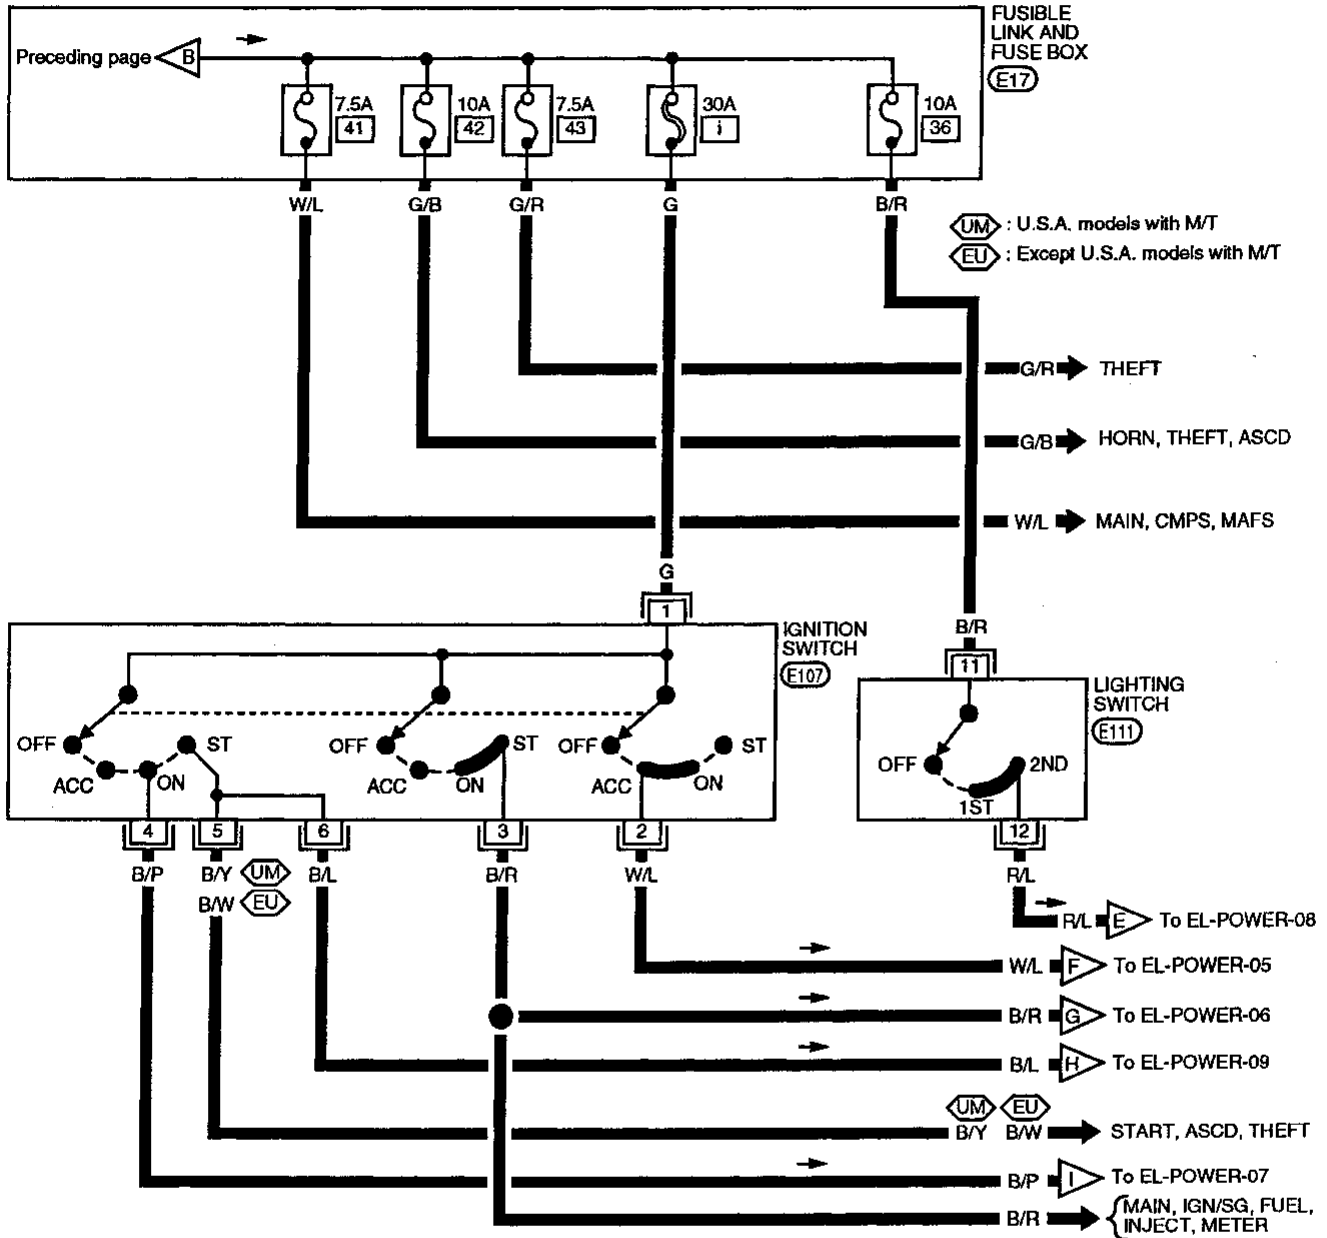 FUSIBLE
LINK AND
FUSE BOX
E17
Preceding page B
7.5A
41
10A
42
7.5A
43
30A
i
10A
36
W/L
G/B
G/R
G
B/R
UM : U.S.A. models with M/T
EU : Except U.S.A. models with M/T
G/R THEFT
G/B HORN, THEFT, ASCD
W/L MAIN, CMPS, MAFS
G
1
IGNITION
SWITCH
E107
B/R
11
LIGHTING
SWITCH
E111
OFF
ACC
ON
ST
OFF
ACC
ON
ST
OFF
ACC
ON
ST
OFF
1ST
2ND
4
5
6
3
2
12
B/P
B/Y UM
B/W EU
B/L
B/R
W/L
R/L
R/L E To EL-POWER-08
W/L F To EL-POWER-05
B/R G To EL-POWER-06
B/L H To EL-POWER-09
UM EU
B/Y B/W START, ASCD, THEFT
B/P I To EL-POWER-07
B/R MAIN, IGN/SG, FUEL,
INJECT, METER